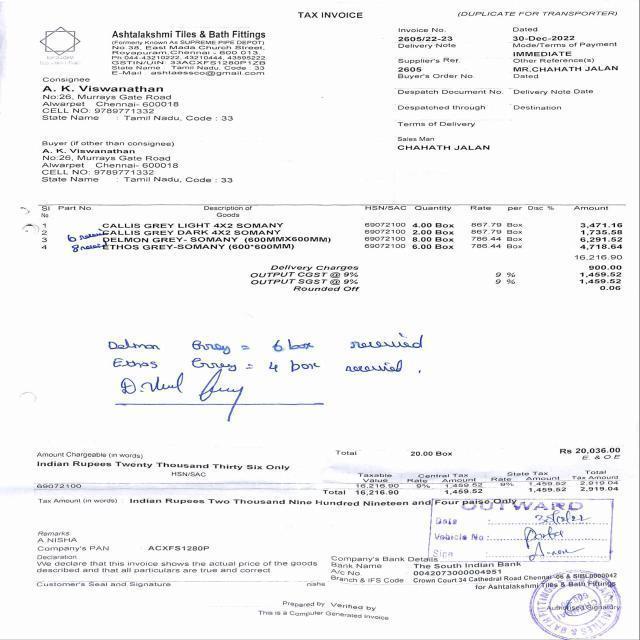 TAX INVOICE
(DUPLICATE FOR TRANSPORTER)
Ashtalakshmi Tiles & Bath Fittings
(Formerly Known As SUPREME PIPE DEPOT)
No 38, East Mada Church Street,
Royapuram, Chennai - 600 013.
Ph 044-43210222, 43210444, 43595222
GSTIN/UIN: 33ACXFS1280P1ZB
State Name : Tamil Nadu, Code : 33
E-Mail : ashtaessco@gmail.com
Invoice No.
2605/22-23
Dated
30-Dec-2022
Delivery Note
Mode/Terms of Payment
IMMEDIATE
Supplier's Ref.
2605
Other Reference(s)
MR.CHAHATH JALAN
Buyer's Order No.
Dated
Despatch Document No.
Delivery Note Date
Despatched through
Destination
Terms of Delivery
Sales Man
CHAHATH JALAN
Consignee
A. K. Viswanathan
No:26, Murrays Gate Road
Alwarpet Chennai- 600018
CELL NO: 9789771332
State Name : Tamil Nadu, Code : 33
Buyer (if other than consignee)
A. K. Viswanathan
No:26, Murrays Gate Road
Alwarpet Chennai- 600018
CELL NO: 9789771332
State Name : Tamil Nadu, Code : 33
Sl No Part No. Description of Goods HSN/SAC Quantity Rate per Disc % Amount
1 CALLIS GREY LIGHT 4X2 SOMANY 69072100 4.00 Box 867.79 Box 3,471.16
2 CALLIS GREY DARK 4X2 SOMANY 69072100 2.00 Box 867.79 Box 1,735.58
3 DELMON GREY- SOMANY (600MMX600MM) 69072100 8.00 Box 786.44 Box 6,291.52
4 ETHOS GREY-SOMANY (600*600MM) 69072100 6.00 Box 786.44 Box 4,718.64
16,216.90
Delivery Charges 900.00
OUTPUT CGST @ 9% 9 % 1,459.52
OUTPUT SGST @ 9% 9 % 1,459.52
Rounded Off 0.06
Delmon Grey = 6 box received
Ethos Grey = 4 box received.
Total 20.00 Box Rs 20,036.00
Amount Chargeable (in words)
E. & O.E
Indian Rupees Twenty Thousand Thirty Six Only
HSN/SAC Taxable Value Central Tax Rate Amount State Tax Rate Amount Total Tax Amount
69072100 16,216.90 9% 1,459.52 9% 1,459.52 2,919.04
Total 16,216.90 1,459.52 1,459.52 2,919.04
Tax Amount (in words) : Indian Rupees Two Thousand Nine Hundred Nineteen and Four paise Only
OUTWARD
Date :
Vehicle No :
Sign
Remarks
A.NISHA
Company's PAN : ACXFS1280P
Declaration
We declare that this invoice shows the actual price of the goods described and that all particulars are true and correct
Company's Bank Details
Bank Name : The South Indian Bank
A/c No : 0042073000004951
Branch & IFS Code : Crown Court 34 Cathedral Road Chennai-06 & SIBL0000042
for Ashtalakshmi Tiles & Bath Fittings
Customer's Seal and Signature
nisha
Authorised Signatory
Prepared by Verified by
This is a Computer Generated Invoice